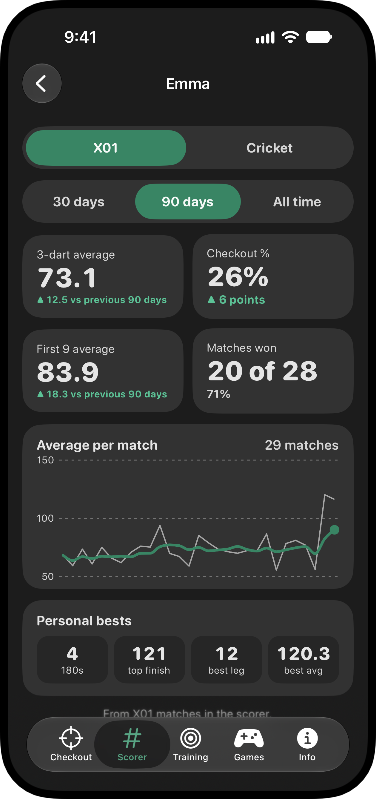 9:41
Emma
X01 Cricket
30 days 90 days All time
3-dart average
73.1
▲ 12.5 vs previous 90 days
Checkout %
26%
▲ 6 points
First 9 average
83.9
▲ 18.3 vs previous 90 days
Matches won
20 of 28
71%
Average per match 29 matches
150
100
50
Personal bests
4
180s
121
top finish
12
best leg
120.3
best avg
From X01 matches in the scorer.
Checkout Scorer Training Games Info